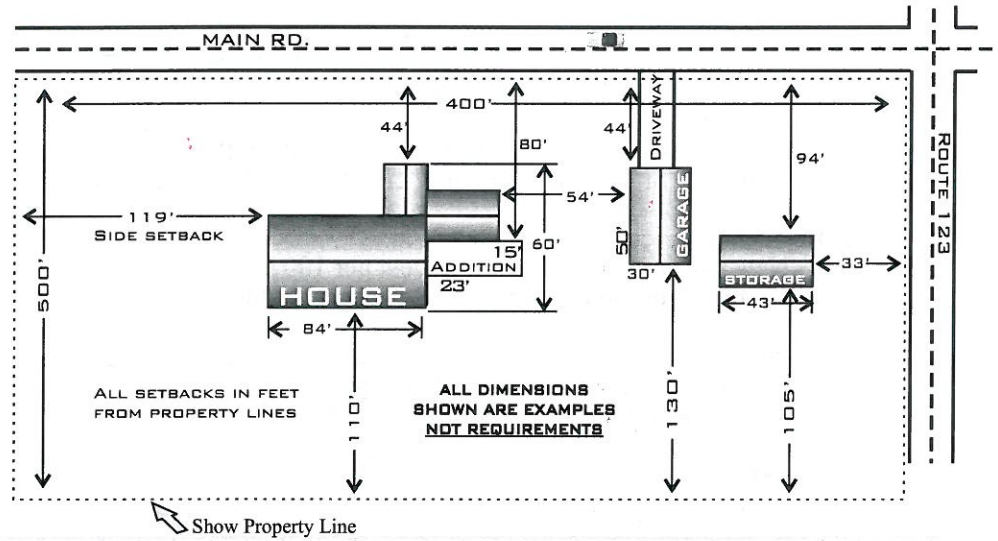 MAIN RD.
400'
44'
80'
44'
DRIVEWAY
94'
ROUTE 123
119'
SIDE SETBACK
54'
60'
50'
GARAGE
30'
15'
ADDITION
23'
HOUSE
84'
STORAGE
33'
43'
500'
110'
130'
105'
ALL SETBACKS IN FEET
FROM PROPERTY LINES
ALL DIMENSIONS
SHOWN ARE EXAMPLES
NOT REQUIREMENTS
Show Property Line